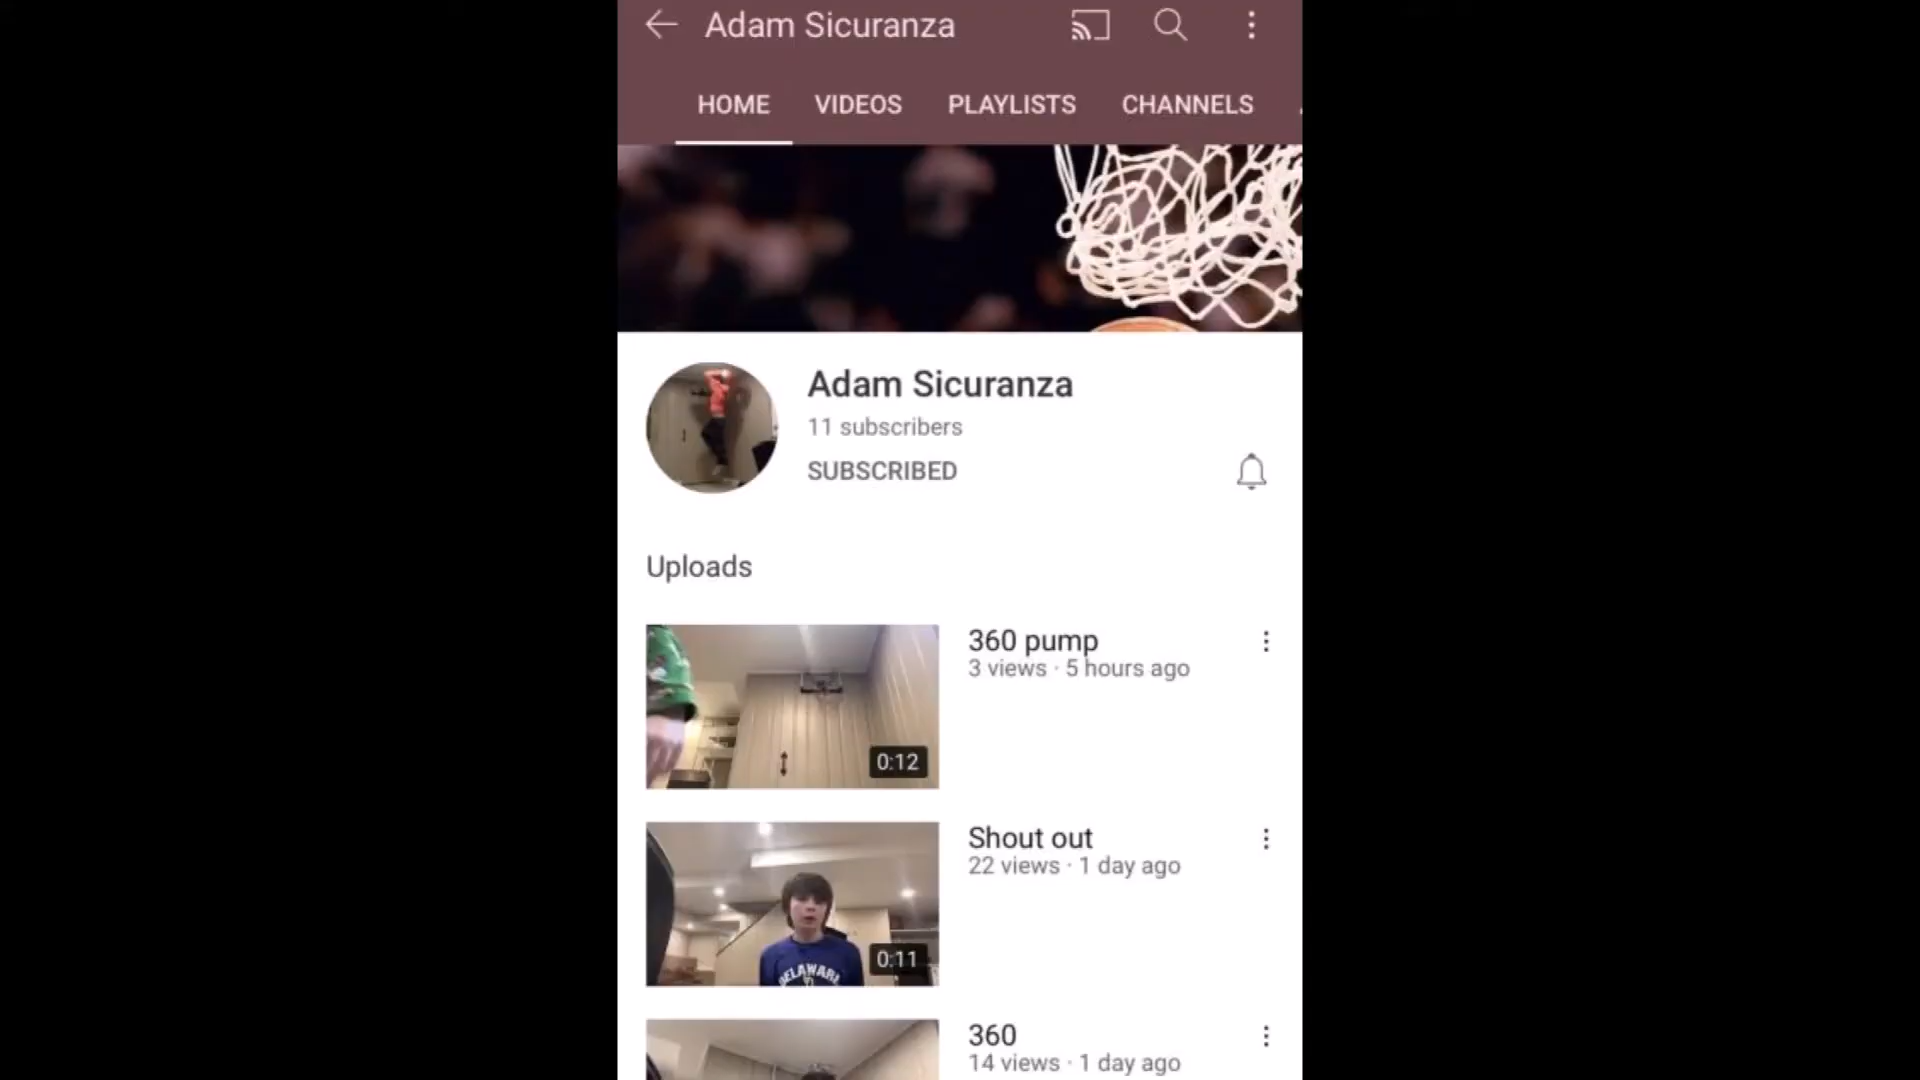 Adam Sicuranza
HOME VIDEOS PLAYLISTS CHANNELS
Adam Sicuranza
11 subscribers
SUBSCRIBED
Uploads
360 pump
3 views · 5 hours ago
0:12
Shout out
22 views · 1 day ago
0:11
DELAWARE
360
14 views · 1 day ago